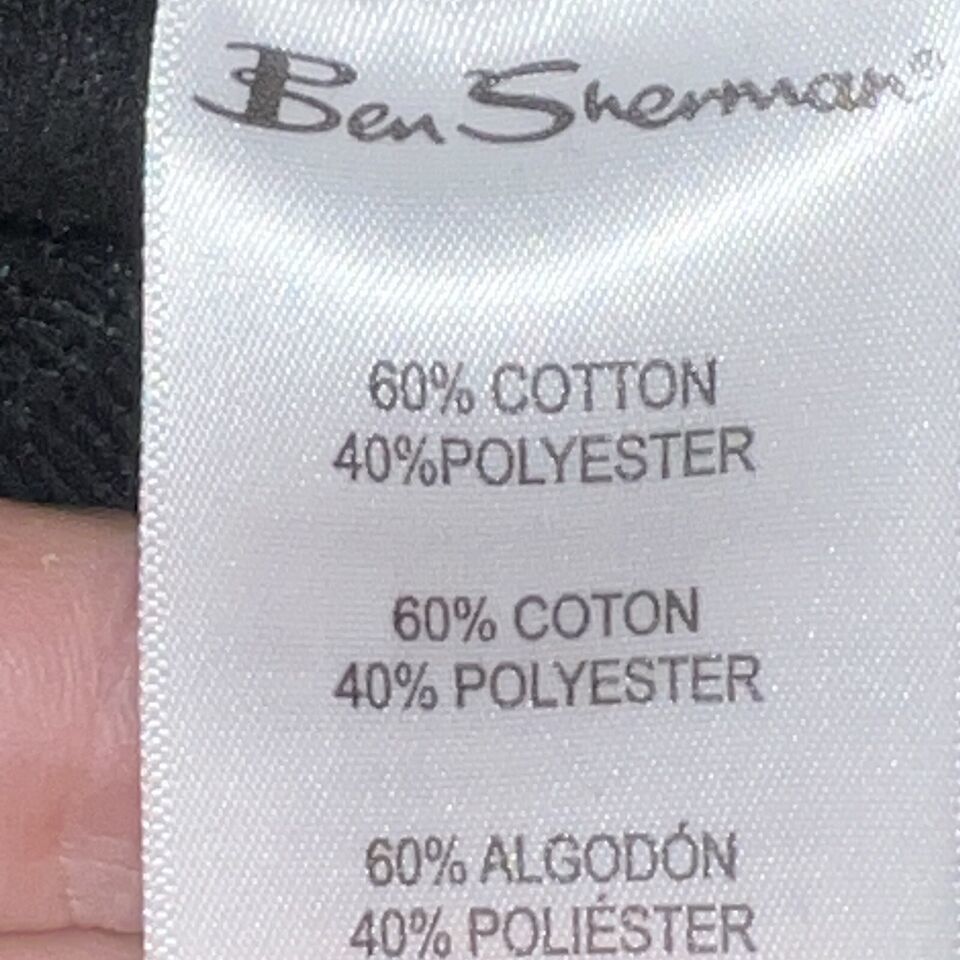 Ben Sherman®
60% COTTON
40%POLYESTER
60% COTON
40% POLYESTER
60% ALGODÓN
40% POLIÉSTER